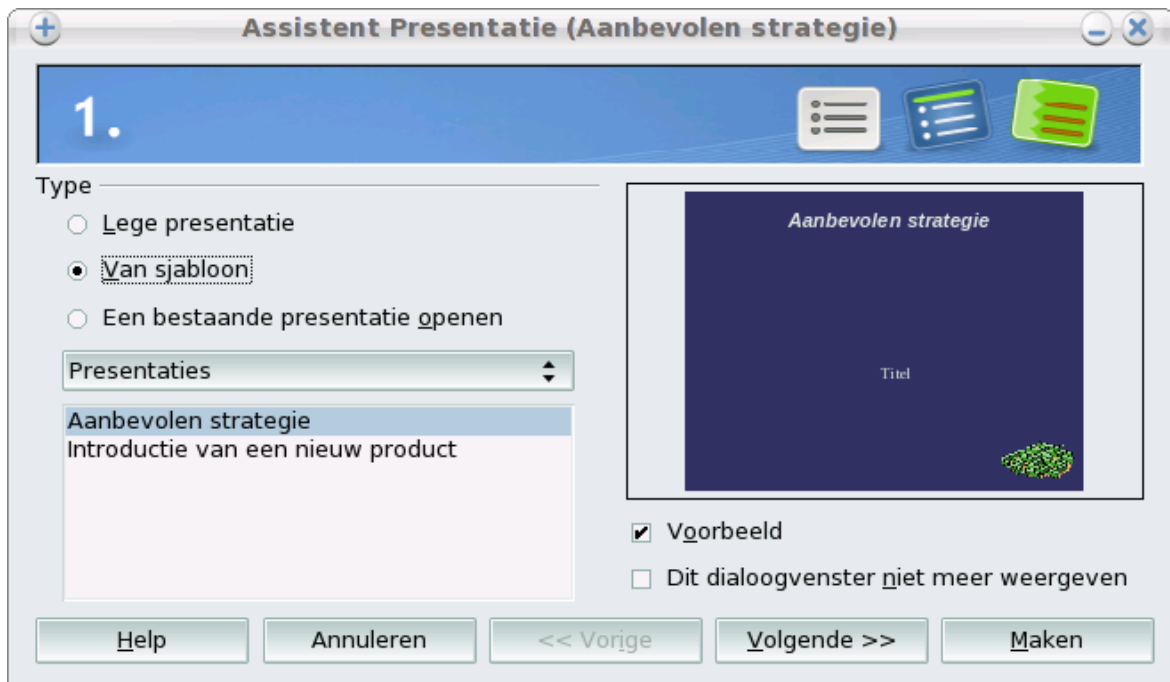 Assistent Presentatie (Aanbevolen strategie)
1.
Type
Lege presentatie
Van sjabloon
Een bestaande presentatie openen
Presentaties
Aanbevolen strategie
Introductie van een nieuw product
Aanbevolen strategie
Titel
Voorbeeld
Dit dialoogvenster niet meer weergeven
Help Annuleren << Vorige Volgende >> Maken